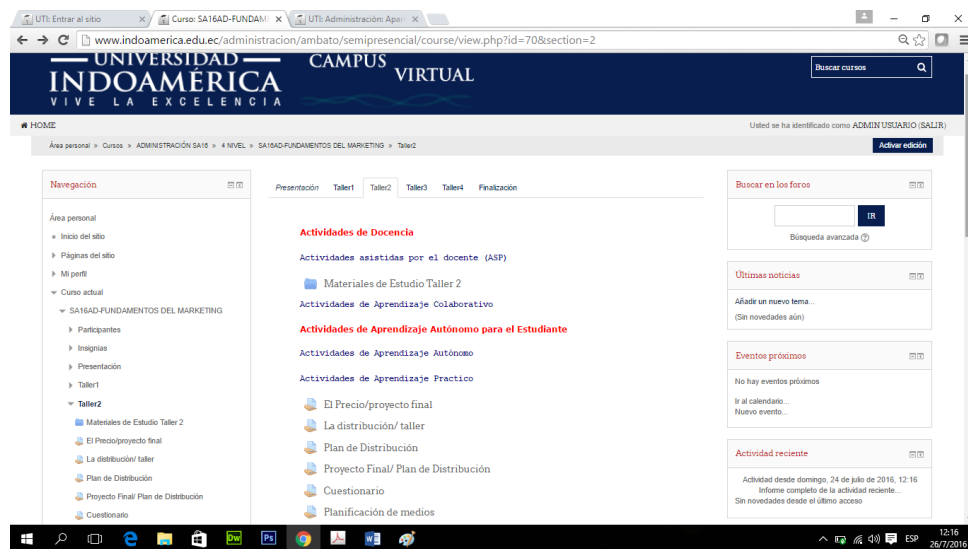 UTI: Entrar al sitio
Curso: SA16AD-FUNDAM
UTI: Administración: Apari
www.indoamerica.edu.ec/administracion/ambato/semipresencial/course/view.php?id=70&section=2
UNIVERSIDAD
INDOAMÉRICA
VIVE LA EXCELENCIA
CAMPUS
VIRTUAL
Buscar cursos
HOME
Usted se ha identificado como ADMIN USUARIO (SALIR)
Área personal » Cursos » ADMINISTRACIÓN SA16 » 4 NIVEL » SA16AD-FUNDAMENTOS DEL MARKETING » Taller2
Activar edición
Navegación
Área personal
Inicio del sitio
Páginas del sitio
Mi perfil
Curso actual
SA16AD-FUNDAMENTOS DEL MARKETING
Participantes
Insignias
Presentación
Taller1
Taller2
Materiales de Estudio Taller 2
El Precio/proyecto final
La distribución/ taller
Plan de Distribución
Proyecto Final/ Plan de Distribución
Cuestionario
Presentación Taller1 Taller2 Taller3 Taller4 Finalización
Actividades de Docencia
Actividades asistidas por el docente (ASP)
Materiales de Estudio Taller 2
Actividades de Aprendizaje Colaborativo
Actividades de Aprendizaje Autónomo para el Estudiante
Actividades de Aprendizaje Autónomo
Actividades de Aprendizaje Practico
El Precio/proyecto final
La distribución/ taller
Plan de Distribución
Proyecto Final/ Plan de Distribución
Cuestionario
Planificación de medios
Buscar en los foros
IR
Búsqueda avanzada
Últimas noticias
Añadir un nuevo tema...
(Sin novedades aún)
Eventos próximos
No hay eventos próximos
Ir al calendario...
Nuevo evento...
Actividad reciente
Actividad desde domingo, 24 de julio de 2016, 12:16
Informe completo de la actividad reciente...
Sin novedades desde el último acceso
Dw
Ps
ESP
12:16
26/7/2016